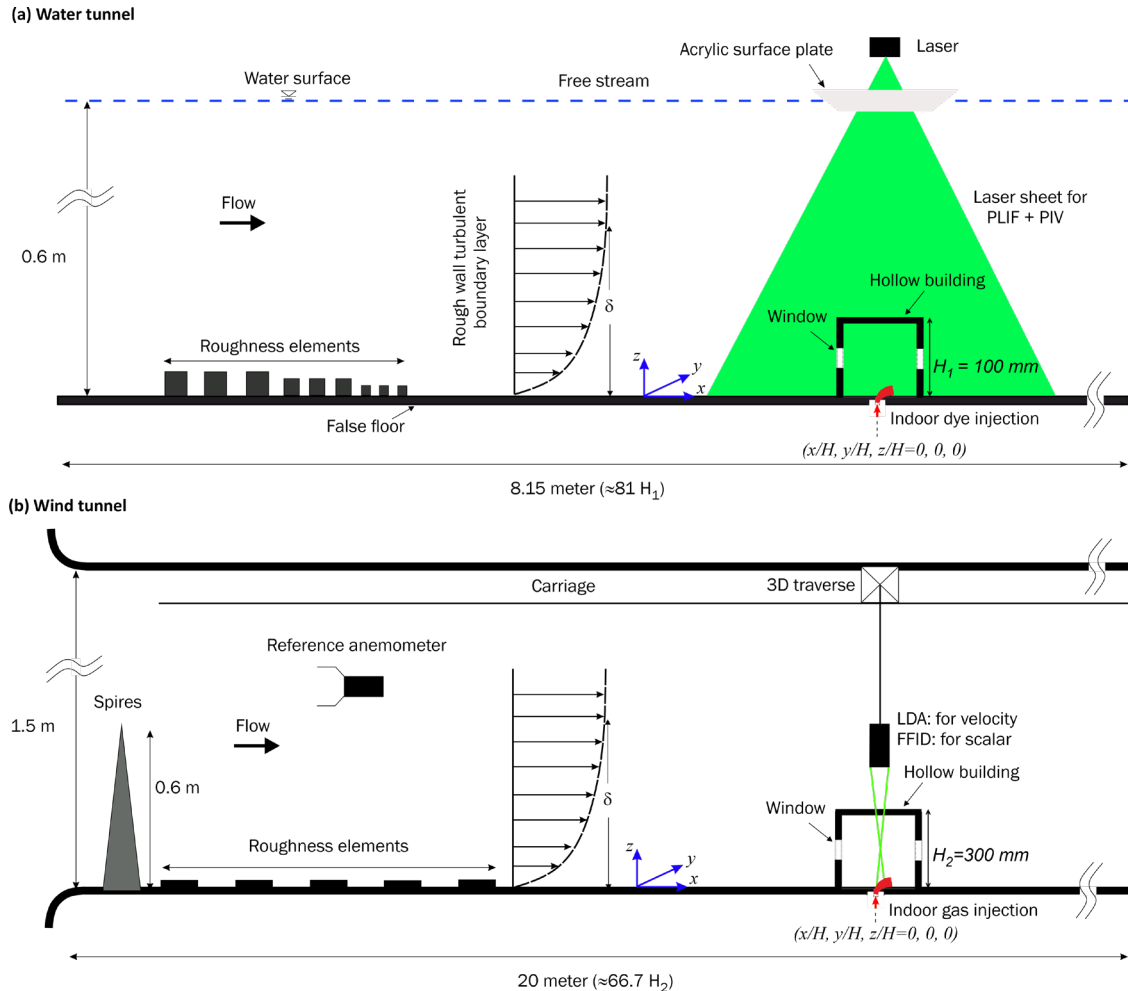 (a) Water tunnel
Laser
Acrylic surface plate
Water surface
Free stream
Flow
0.6 m
Rough wall turbulent
boundary layer
δ
Laser sheet for
PLIF + PIV
Hollow building
Window
Roughness elements
z
y
x
H₁ = 100 mm
False floor
Indoor dye injection
(x/H, y/H, z/H=0, 0, 0)
8.15 meter (≈81 H₁)
(b) Wind tunnel
Carriage
3D traverse
Reference anemometer
Spires
1.5 m
Flow
LDA: for velocity
FFID: for scalar
0.6 m
Hollow building
δ
Window
Roughness elements
z
y
x
H₂=300 mm
Indoor gas injection
(x/H, y/H, z/H=0, 0, 0)
20 meter (≈66.7 H₂)